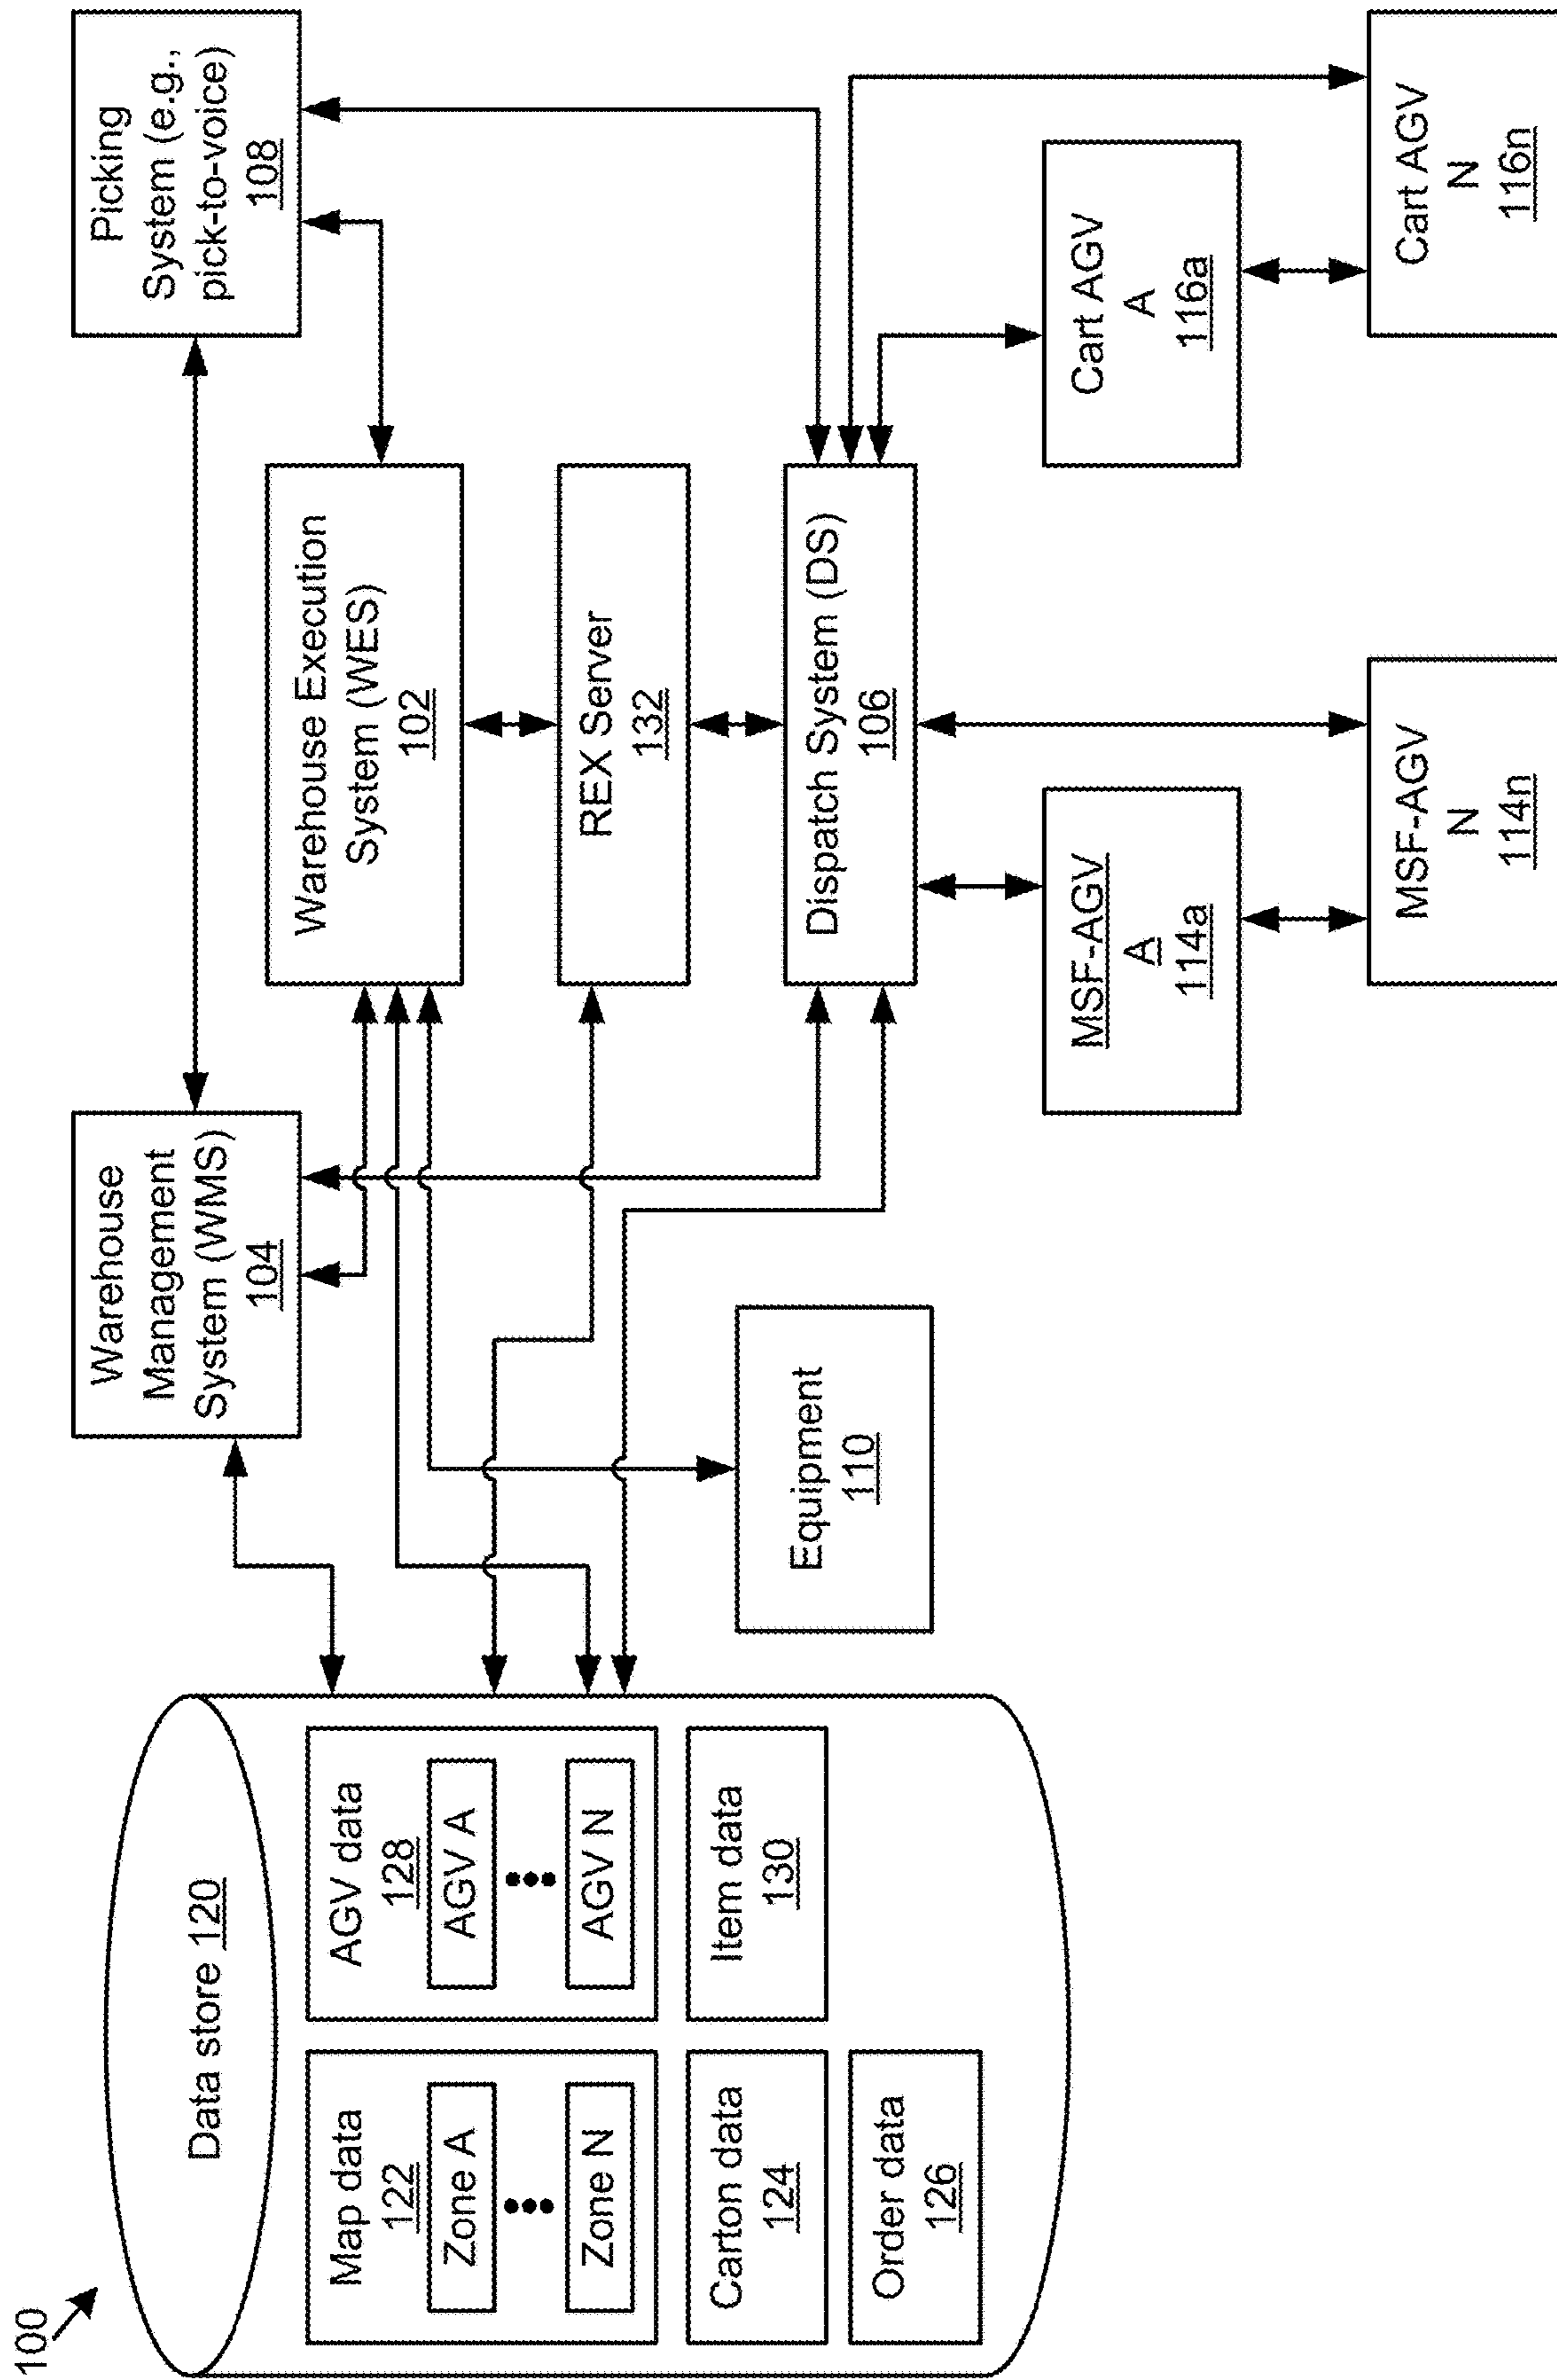 100
Data store 120
Map data
122
Zone A
Zone N
AGV data
128
AGV A
AGV N
Carton data
124
Item data
130
Order data
126
Warehouse
Management
System (WMS)
104
Picking
System (e.g.,
pick-to-voice)
108
Warehouse Execution
System (WES)
102
REX Server
132
Equipment
110
Dispatch System (DS)
106
MSF-AGV
A
114a
Cart AGV
A
116a
MSF-AGV
N
114n
Cart AGV
N
116n